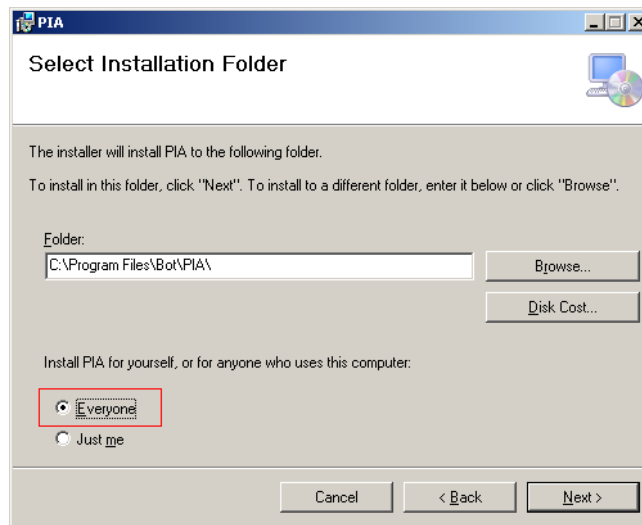 PIA
Select Installation Folder
The installer will install PIA to the following folder.
To install in this folder, click "Next". To install to a different folder, enter it below or click "Browse".
Folder:
C:\Program Files\Bot\PIA\
Browse...
Disk Cost...
Install PIA for yourself, or for anyone who uses this computer:
Everyone
Just me
Cancel
< Back
Next >